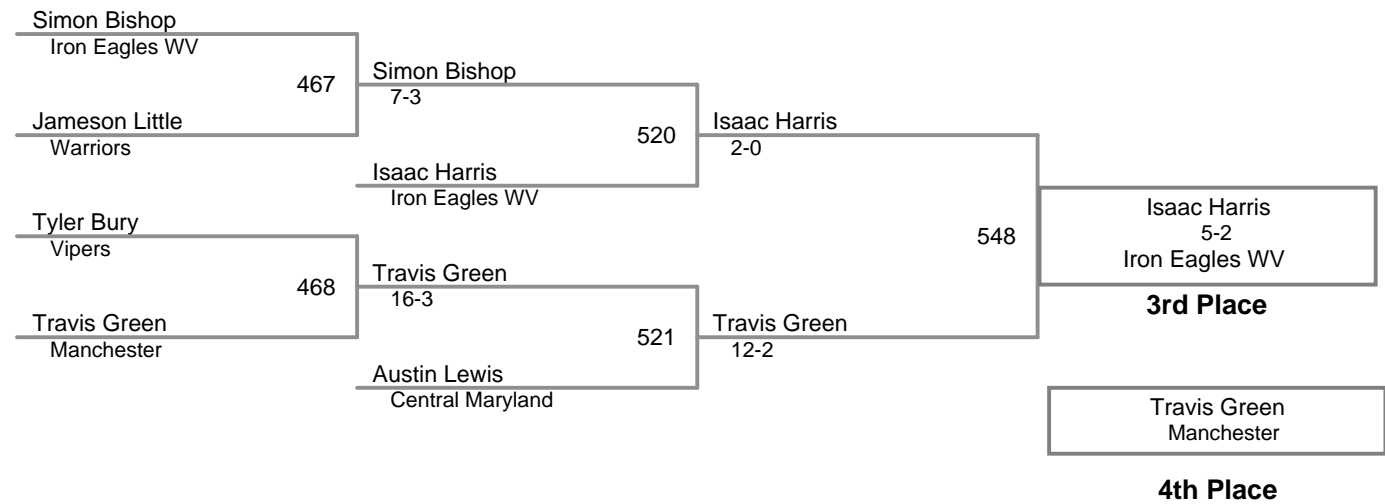 Simon Bishop
Iron Eagles WV
467
Simon Bishop
7-3
Jameson Little
Warriors
520
Isaac Harris
2-0
Isaac Harris
Iron Eagles WV
Tyler Bury
Vipers
468
Travis Green
16-3
Travis Green
Manchester
521
Travis Green
12-2
Austin Lewis
Central Maryland
548
Isaac Harris
5-2
Iron Eagles WV
3rd Place
Travis Green
Manchester
4th Place